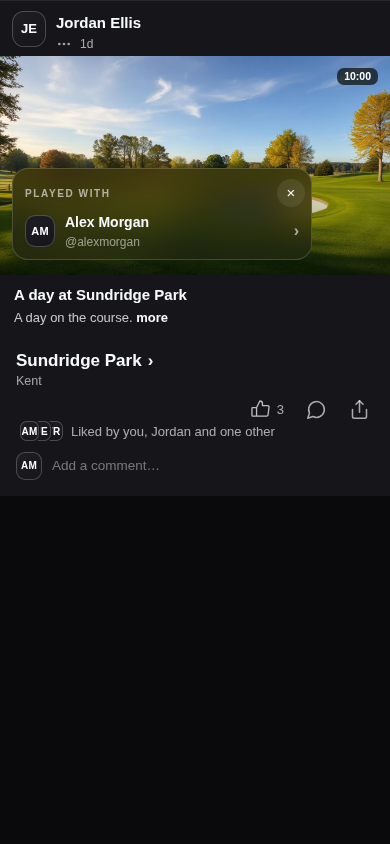 JE
Jordan Ellis
••• 1d
10:00
PLAYED WITH
×
AM
Alex Morgan
@alexmorgan
›
A day at Sundridge Park
A day on the course. more
Sundridge Park ›
Kent
3
AM E R Liked by you, Jordan and one other
AM Add a comment…